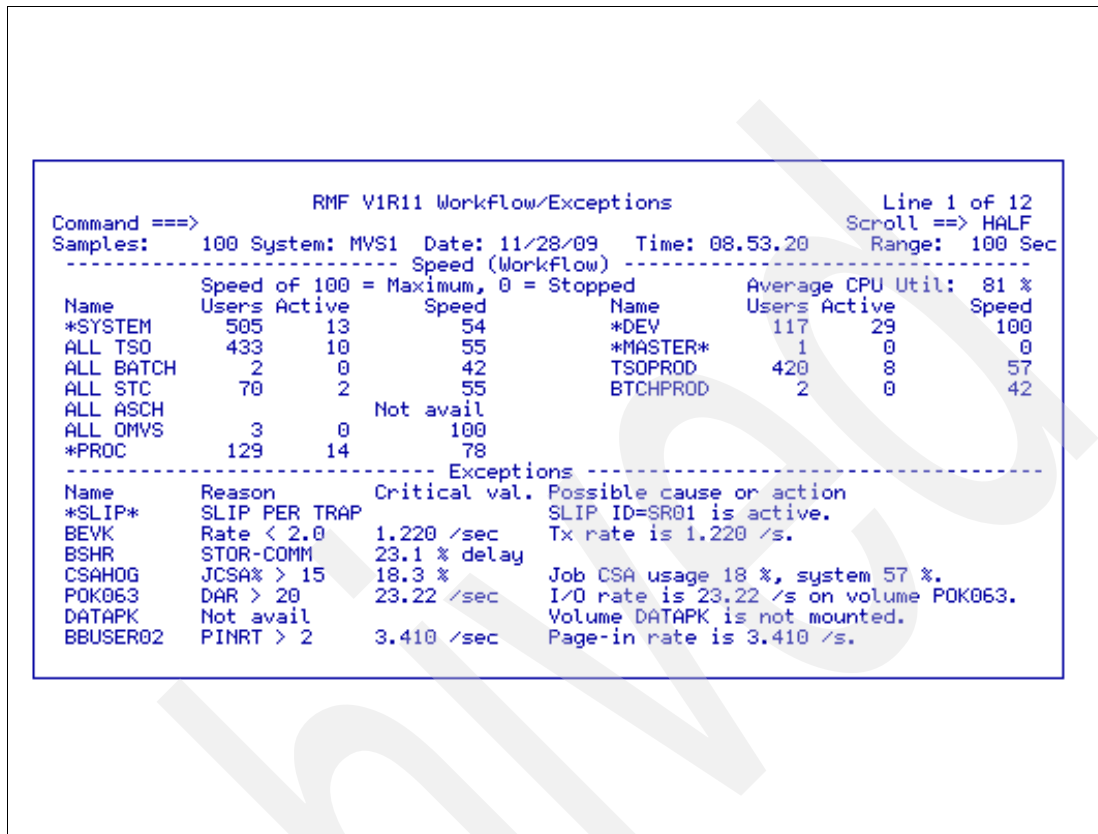 RMF V1R11 Workflow/Exceptions Line 1 of 12
Command ===> Scroll ==> HALF
Samples: 100 System: MVS1 Date: 11/28/09 Time: 08.53.20 Range: 100 Sec
---------------------------- Speed (Workflow) ----------------------------------
Speed of 100 = Maximum, 0 = Stopped Average CPU Util: 81 %
Name Users Active Speed Name Users Active Speed
*SYSTEM 505 13 54 *DEV 117 29 100
ALL TSO 433 10 55 *MASTER* 1 0 0
ALL BATCH 2 0 42 TSOPROD 420 8 57
ALL STC 70 2 55 BTCHPROD 2 0 42
ALL ASCH Not avail
ALL OMVS 3 0 100
*PROC 129 14 78
------------------------------- Exceptions --------------------------------------
Name Reason Critical val. Possible cause or action
*SLIP* SLIP PER TRAP SLIP ID=SR01 is active.
BEVK Rate < 2.0 1.220 /sec Tx rate is 1.220 /s.
BSHR STOR-COMM 23.1 % delay
CSAHOG JCSA% > 15 18.3 % Job CSA usage 18 %, system 57 %.
POK063 DAR > 20 23.22 /sec I/O rate is 23.22 /s on volume POK063.
DATAPK Not avail Volume DATAPK is not mounted.
BBUSER02 PINRT > 2 3.410 /sec Page-in rate is 3.410 /s.